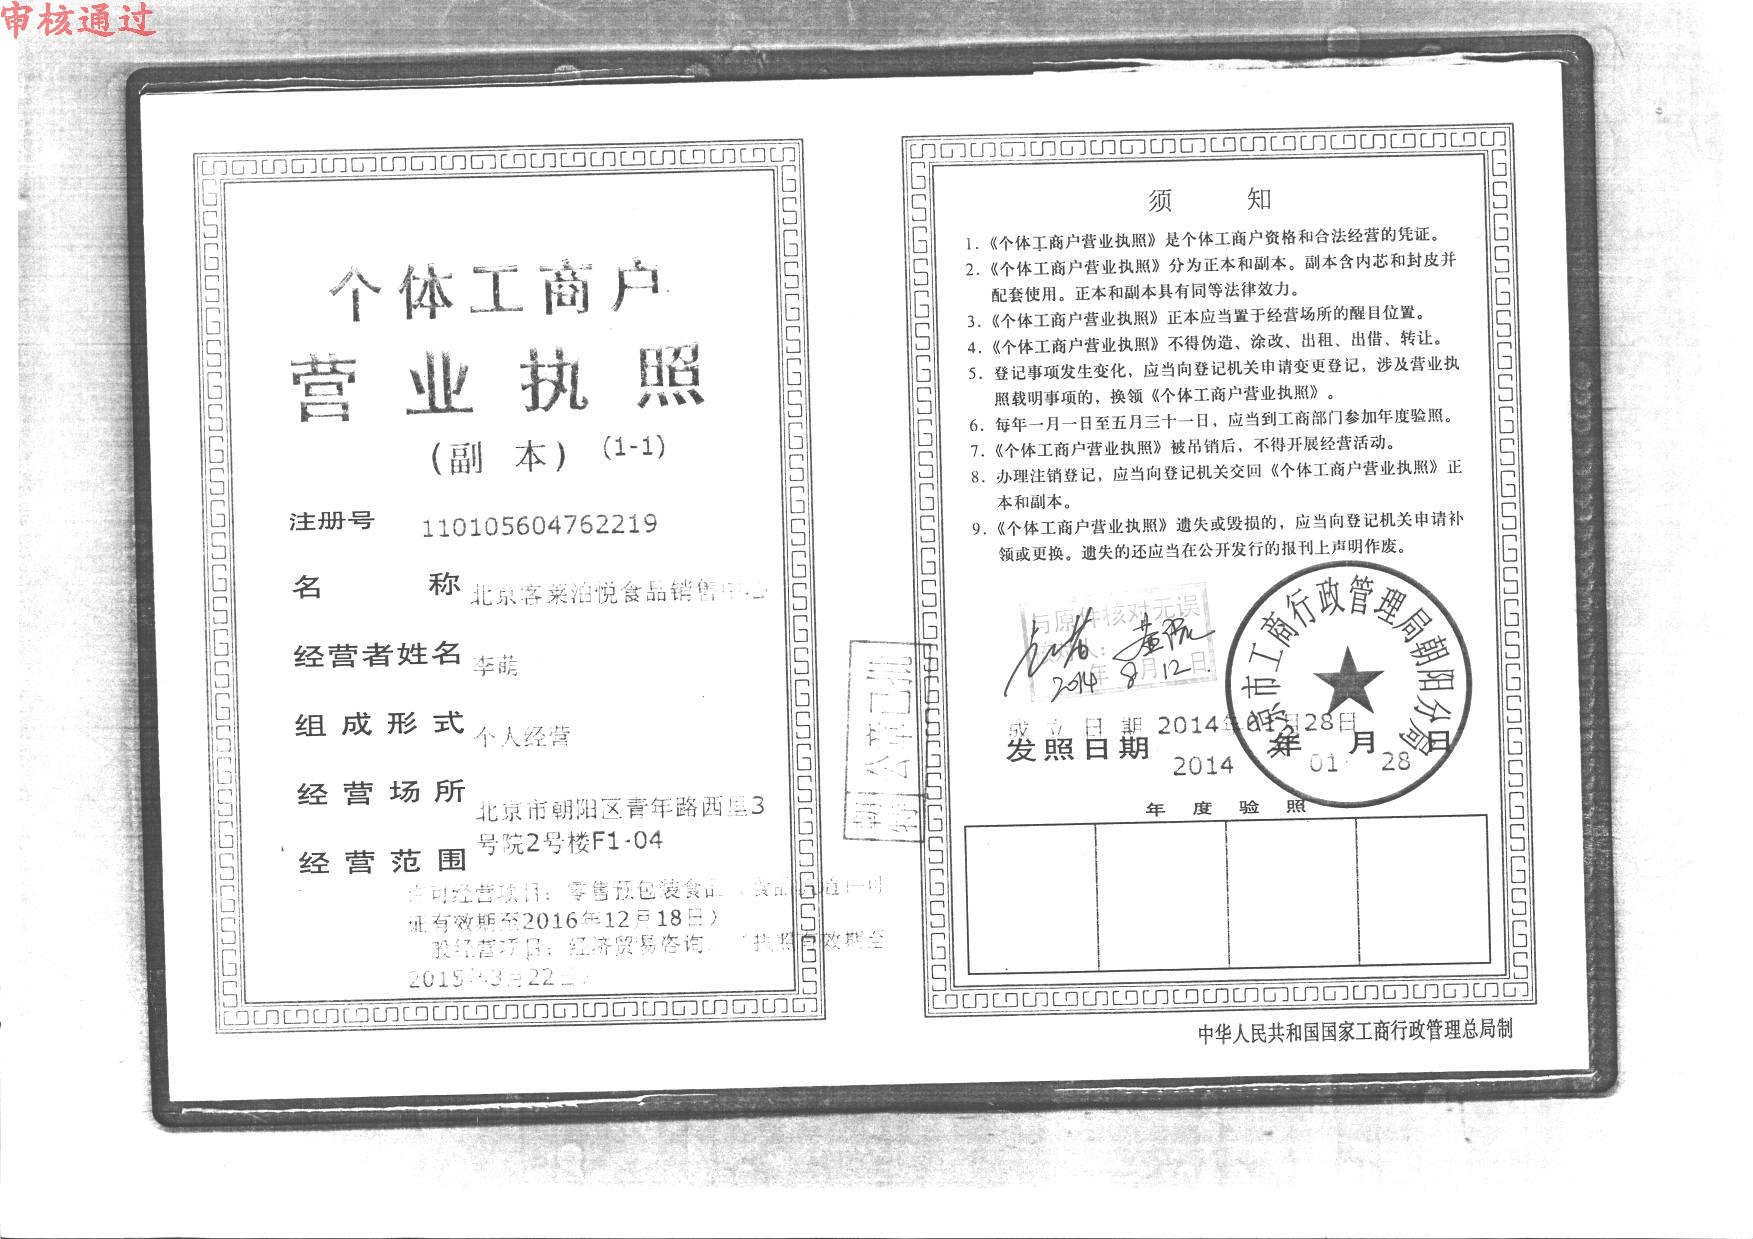 审核通过
个体工商户
营业执照
(副 本) (1-1)
注册号 110105604762219
名 称 北京客莱泊悦食品销售中心
经营者姓名 李萌
组成形式 个人经营
经营场所 北京市朝阳区青年路西里3
号院2号楼F1-04
经营范围
许可经营项目：零售预包装食品（食品
证有效期至2016年12月18日）
般经营项目：经济贸易咨询。（执照有效期至
2015年3月22日）
须 知
1.《个体工商户营业执照》是个体工商户资格和合法经营的凭证。
2.《个体工商户营业执照》分为正本和副本。副本含内芯和封皮并
配套使用。正本和副本具有同等法律效力。
3.《个体工商户营业执照》正本应当置于经营场所的醒目位置。
4.《个体工商户营业执照》不得伪造、涂改、出租、出借、转让。
5. 登记事项发生变化，应当向登记机关申请变更登记，涉及营业执
照载明事项的，换领《个体工商户营业执照》。
6. 每年一月一日至五月三十一日，应当到工商部门参加年度验照。
7.《个体工商户营业执照》被吊销后，不得开展经营活动。
8. 办理注销登记，应当向登记机关交回《个体工商户营业执照》正
本和副本。
9.《个体工商户营业执照》遗失或毁损的，应当向登记机关申请补
领或更换。遗失的还应当在公开发行的报刊上声明作废。
与原件核对无误
核对人：
2014年8月12日
京市工商行政管理局朝阳分局
成立日期 2014年01月28日
发照日期 2014年01月28日
年 度 验 照
中华人民共和国国家工商行政管理总局制